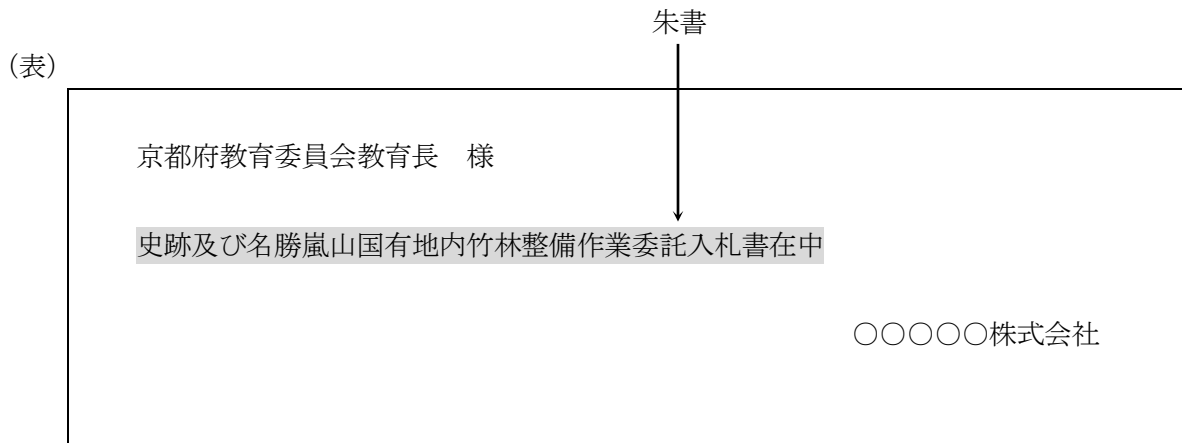 朱書
（表）
京都府教育委員会教育長　様
史跡及び名勝嵐山国有地内竹林整備作業委託入札書在中
○○○○○株式会社